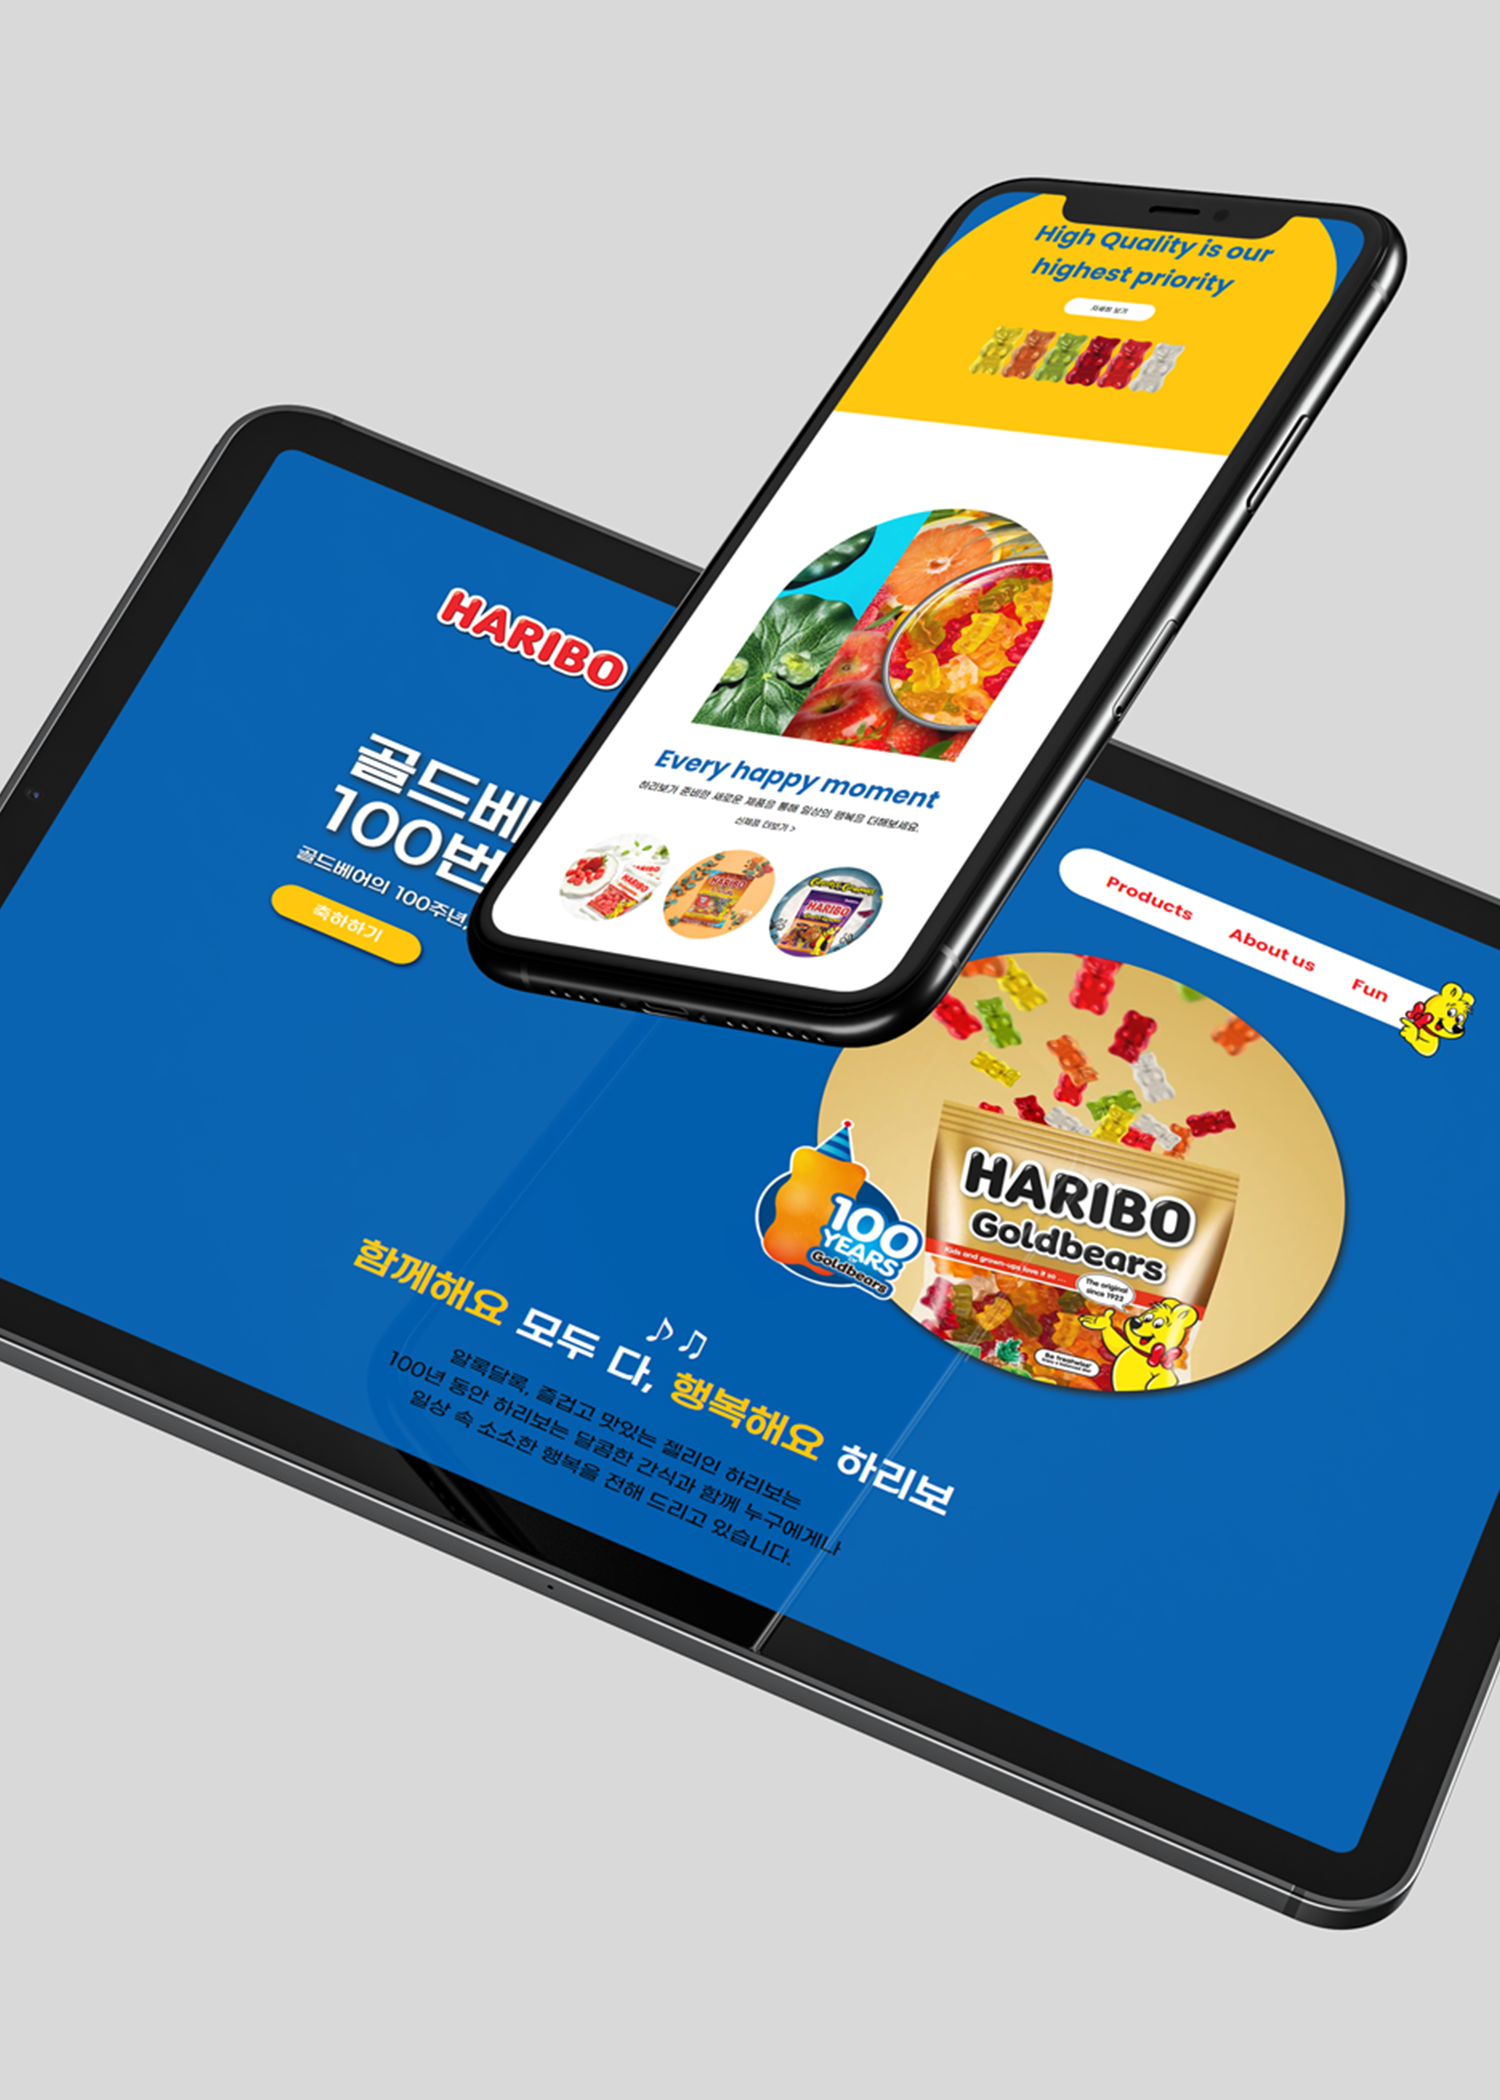 High Quality is our
highest priority
자세히 보기
Every happy moment
하리보가 준비한 새로운 제품을 통해 일상의 행복을 더해보세요.
신제품 더보기 >
HARIBO
HARIBO
HARIBO
HARIBO
골드베
100번
골드베어의 100주년,
축하하기
Products
About us
Fun
HARIBO
Goldbears
Kids and grown-ups love it so ...
The original
since 1922
Be treatwise!
100
YEARS
Goldbears
함께해요 모두 다, 행복해요 하리보
알록달록, 즐겁고 맛있는 젤리인 하리보는
100년 동안 하리보는 달콤한 간식과 함께 누구에게나
일상 속 소소한 행복을 전해 드리고 있습니다.